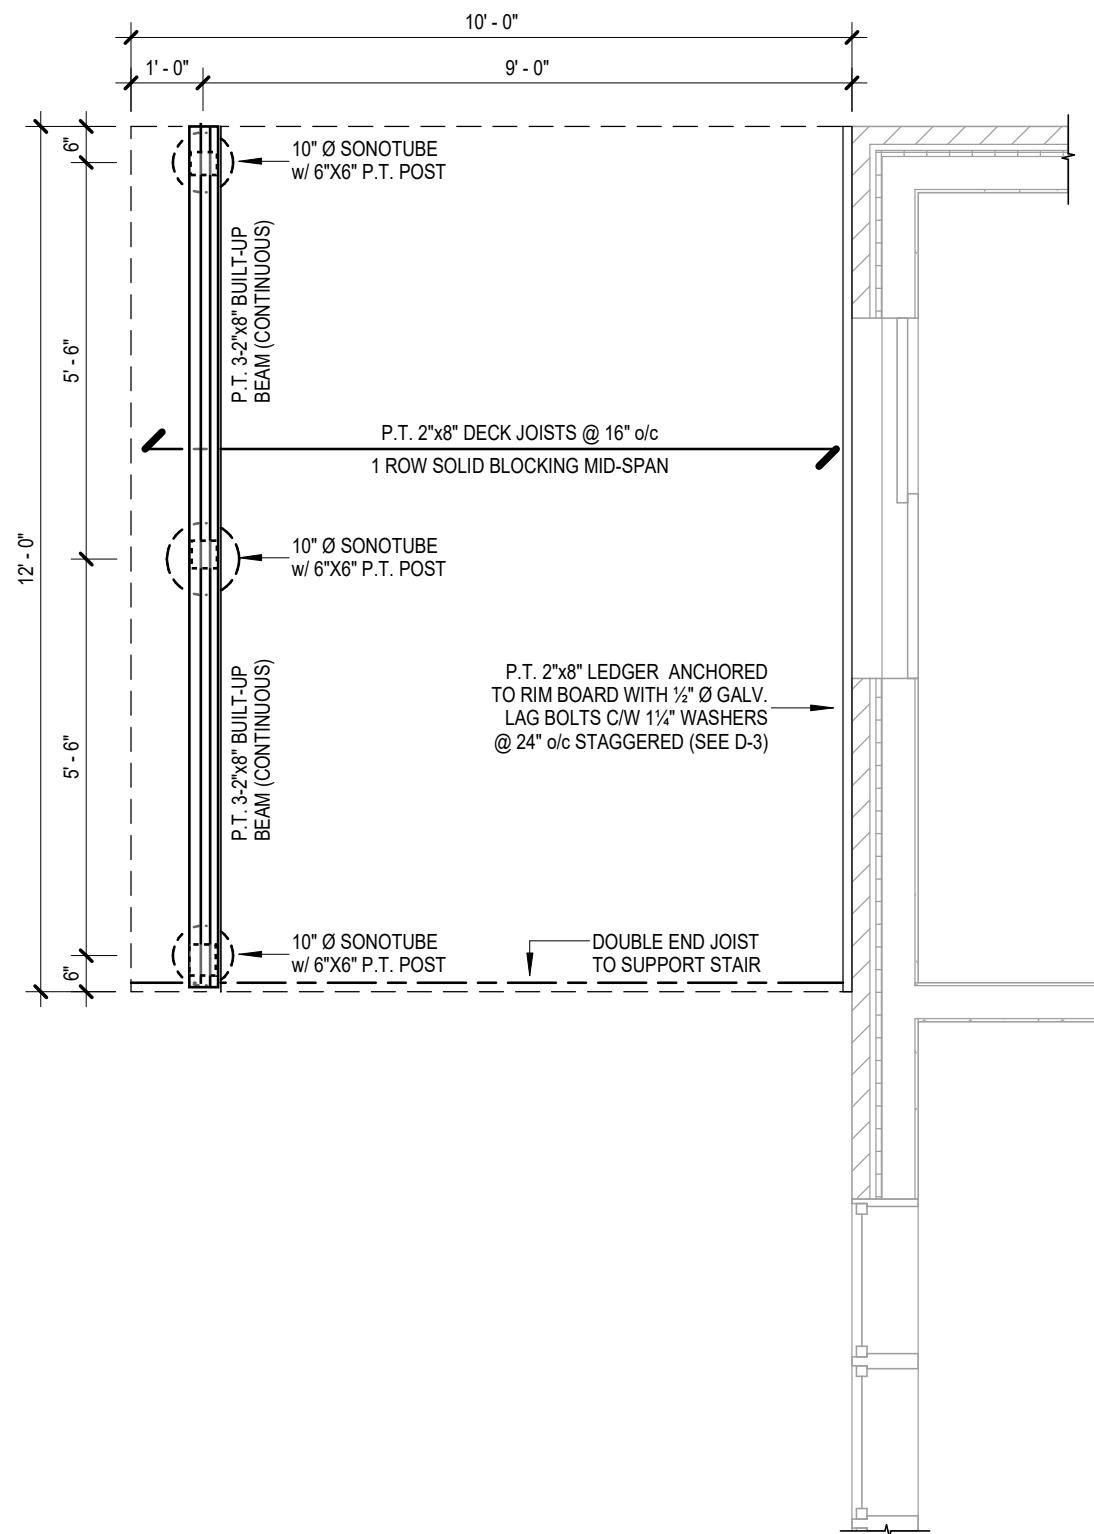 10' - 0"
1' - 0"
9' - 0"
6"
10" Ø SONOTUBE
w/ 6"X6" P.T. POST
P.T. 3-2"x8" BUILT-UP
BEAM (CONTINUOUS)
5' - 6"
P.T. 2"x8" DECK JOISTS @ 16" o/c
1 ROW SOLID BLOCKING MID-SPAN
12' - 0"
10" Ø SONOTUBE
w/ 6"X6" P.T. POST
P.T. 2"x8" LEDGER ANCHORED
TO RIM BOARD WITH ½" Ø GALV.
LAG BOLTS C/W 1¼" WASHERS
@ 24" o/c STAGGERED (SEE D-3)
5' - 6"
P.T. 3-2"x8" BUILT-UP
BEAM (CONTINUOUS)
10" Ø SONOTUBE
w/ 6"X6" P.T. POST
DOUBLE END JOIST
TO SUPPORT STAIR
6"